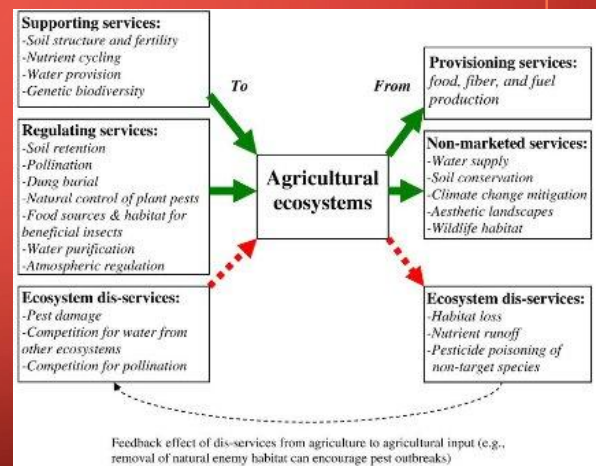 Supporting services:
-Soil structure and fertility
-Nutrient cycling
-Water provision
-Genetic biodiversity
To
From
Provisioning services:
food, fiber, and fuel
production
Regulating services:
-Soil retention
-Pollination
-Dung burial
-Natural control of plant pests
-Food sources & habitat for
beneficial insects
-Water purification
-Atmospheric regulation
Agricultural
ecosystems
Non-marketed services:
-Water supply
-Soil conservation
-Climate change mitigation
-Aesthetic landscapes
-Wildlife habitat
Ecosystem dis-services:
-Pest damage
-Competition for water from
other ecosystems
-Competition for pollination
Ecosystem dis-services:
-Habitat loss
-Nutrient runoff
-Pesticide poisoning of
non-target species
Feedback effect of dis-services from agriculture to agricultural input (e.g.,
removal of natural enemy habitat can encourage pest outbreaks)